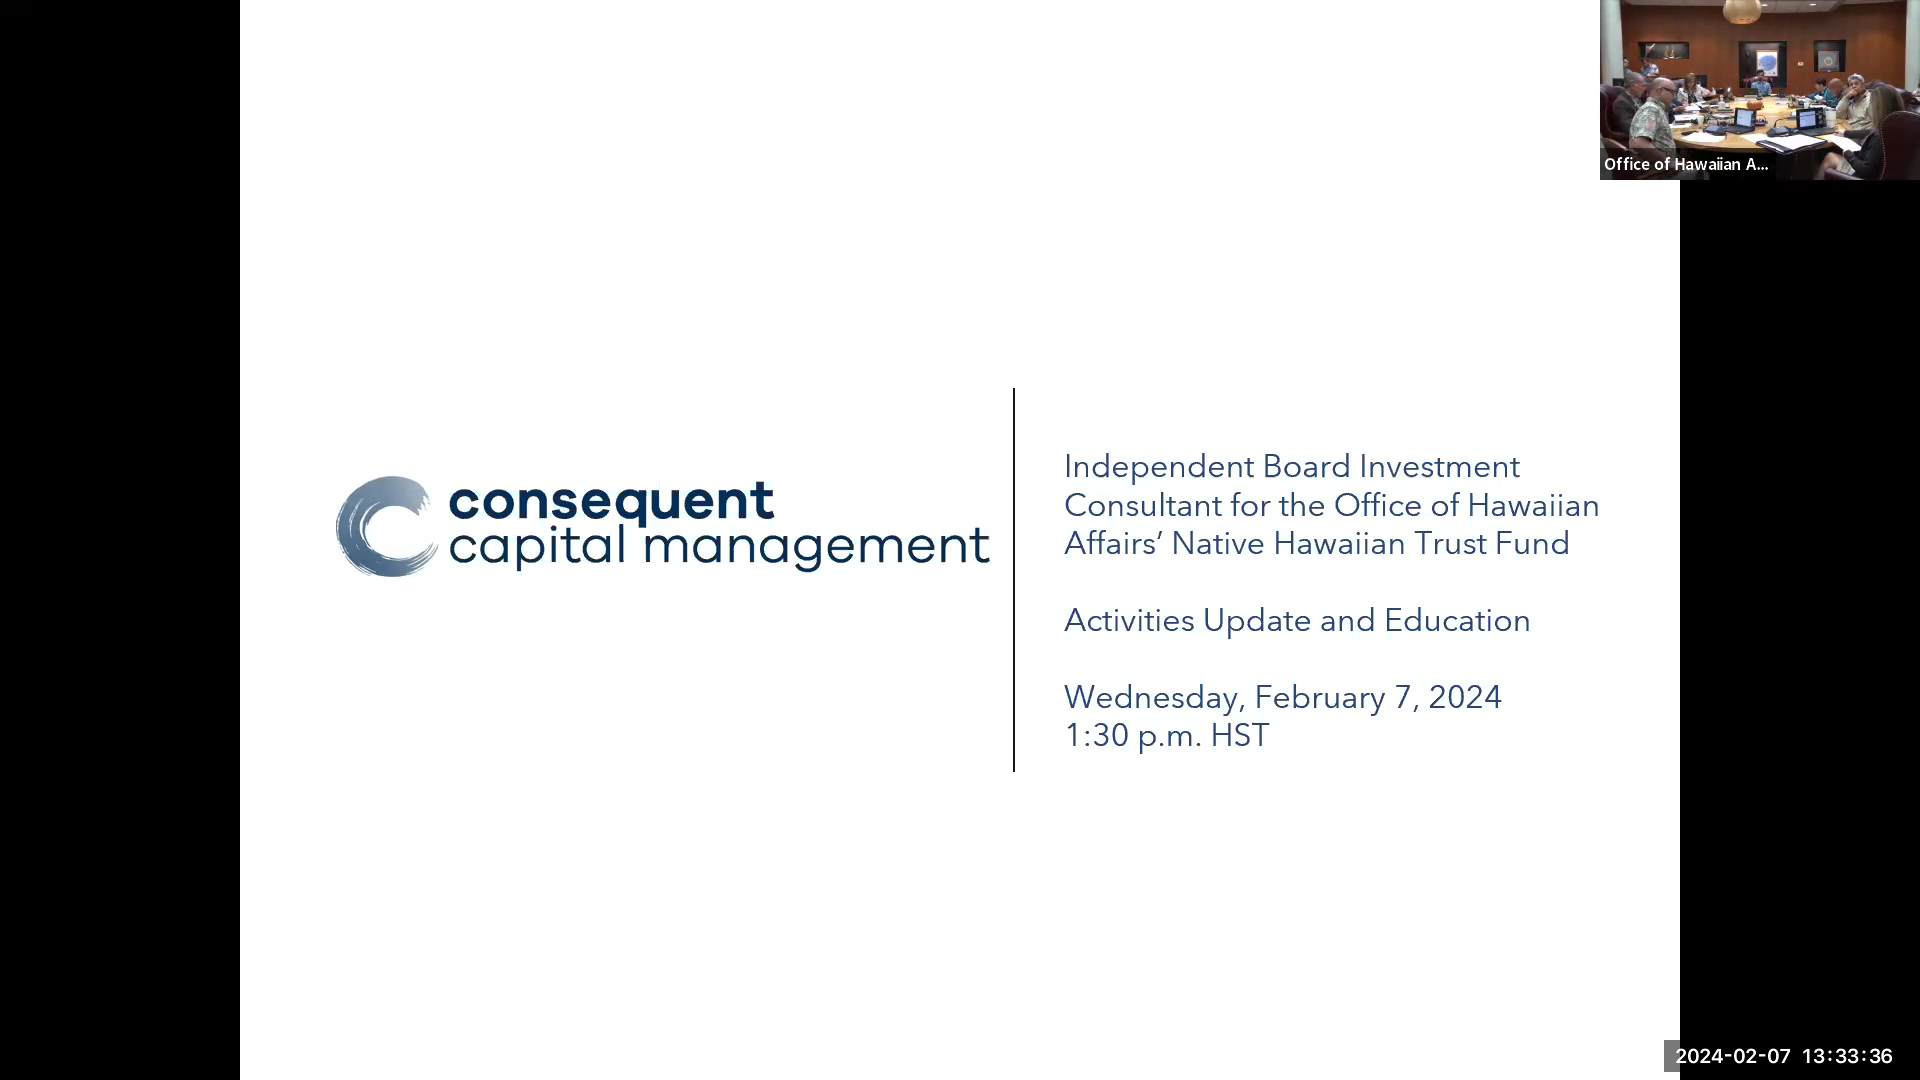 Office of Hawaiian A...
consequent
capital management
Independent Board Investment
Consultant for the Office of Hawaiian
Affairs’ Native Hawaiian Trust Fund
Activities Update and Education
Wednesday, February 7, 2024
1:30 p.m. HST
2024-02-07 13:33:36